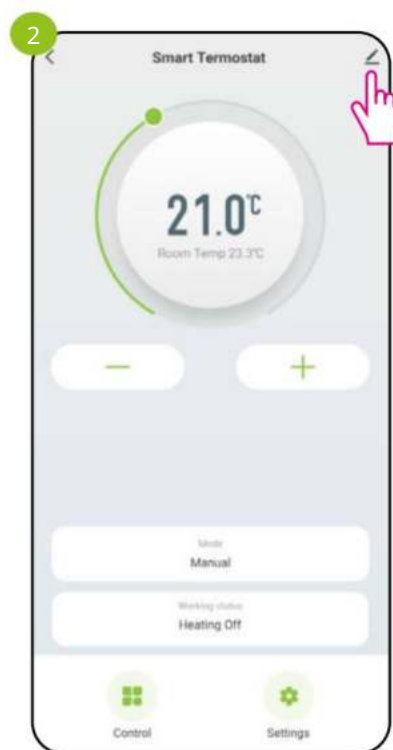 2
Smart Termostat
21.0℃
Room Temp 23.3℃
Mode
Manual
Working status
Heating Off
Control
Settings